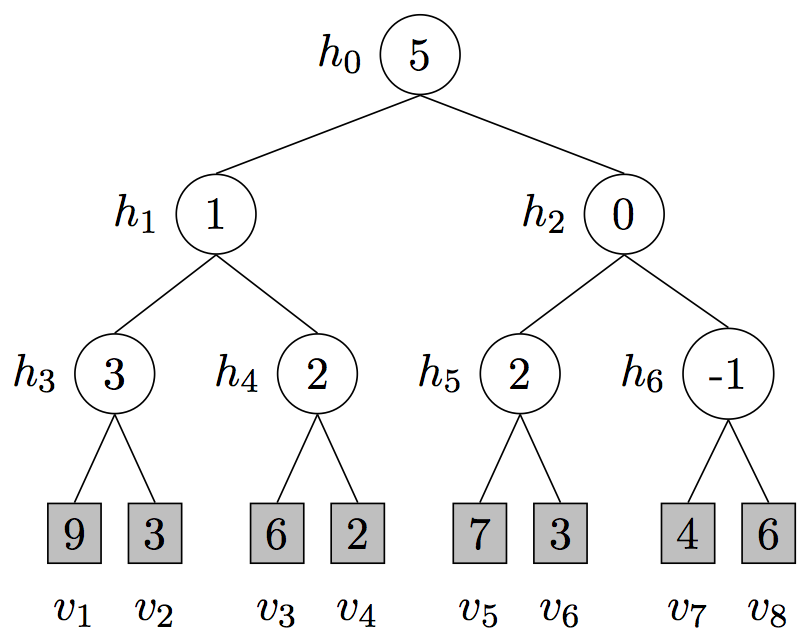 h₀ 5
h₁ 1 h₂ 0
h₃ 3 h₄ 2 h₅ 2 h₆ -1
9 3 6 2 7 3 4 6
v₁ v₂ v₃ v₄ v₅ v₆ v₇ v₈